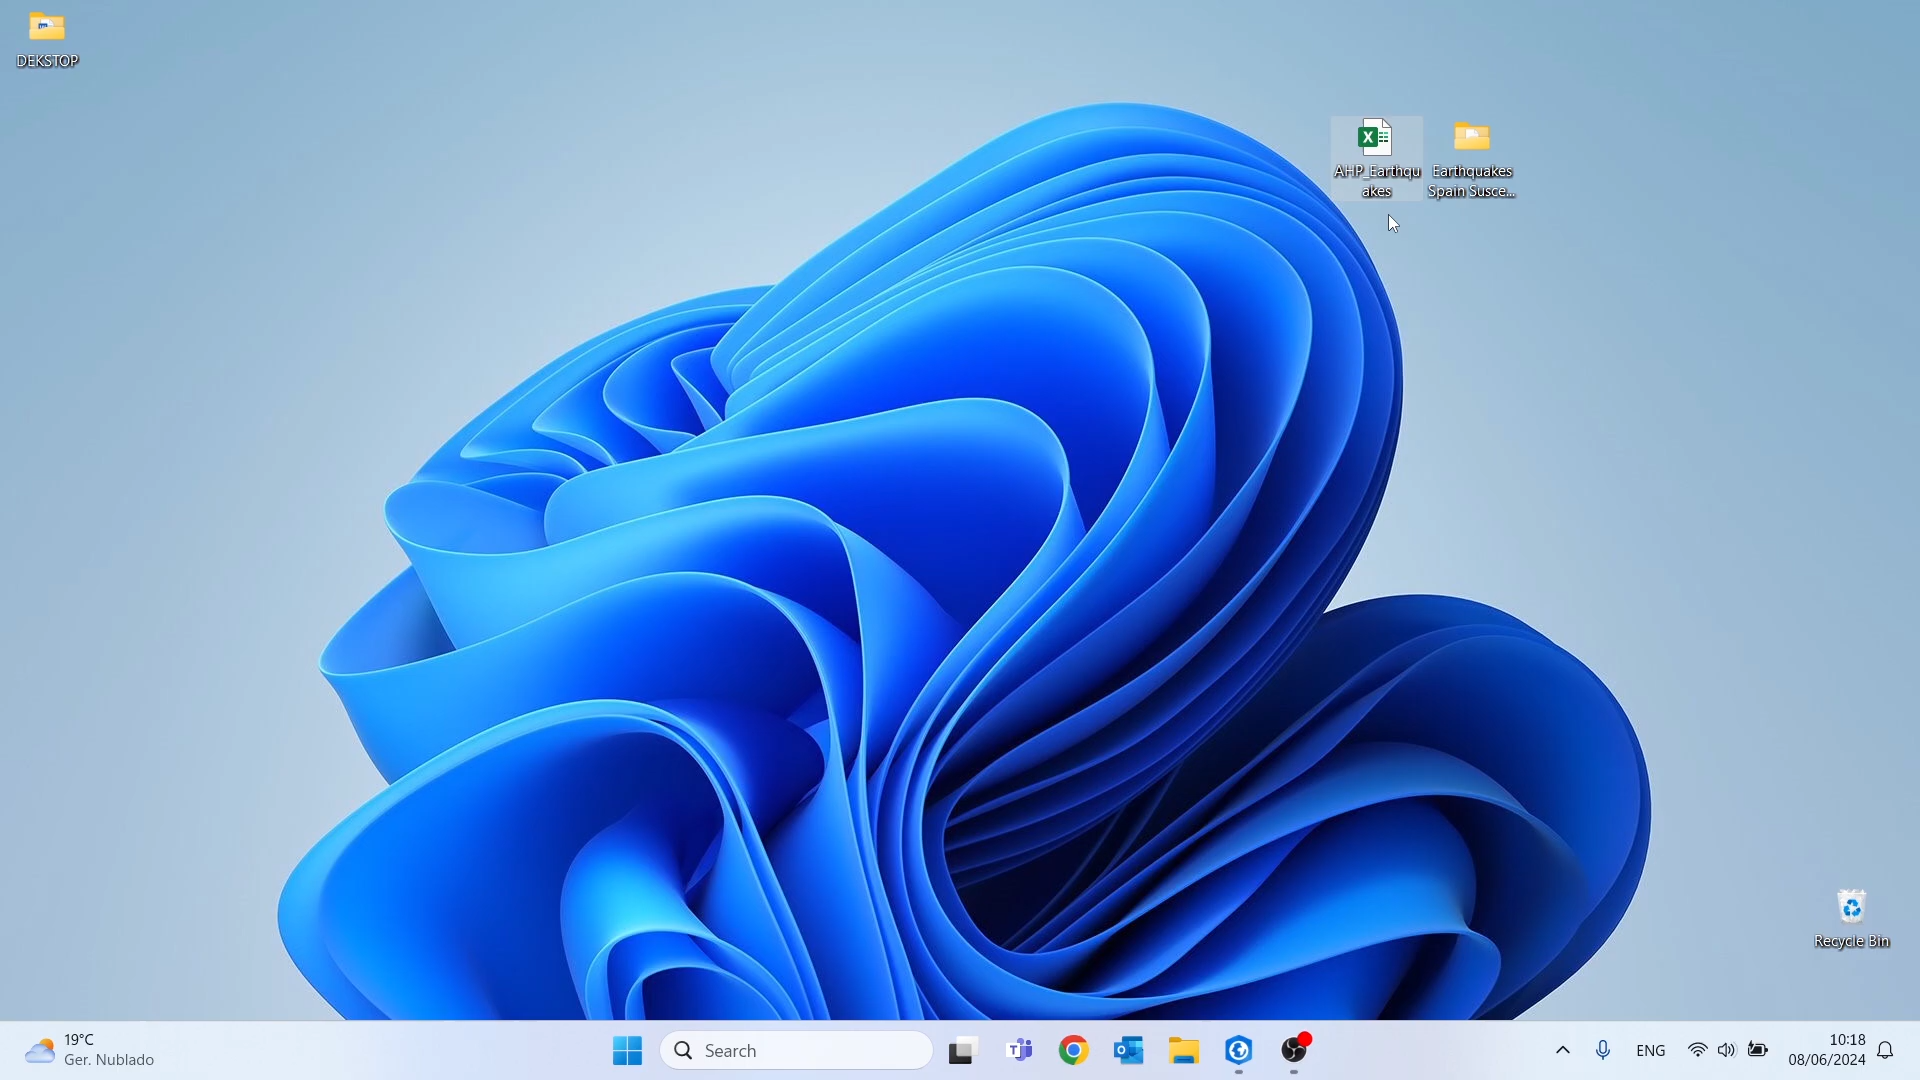 DEKSTOP
AHP_Earthqu
akes
Earthquakes
Spain Susce...
Recycle Bin
19°C
Ger. Nublado
Search
ENG
10:18
08/06/2024